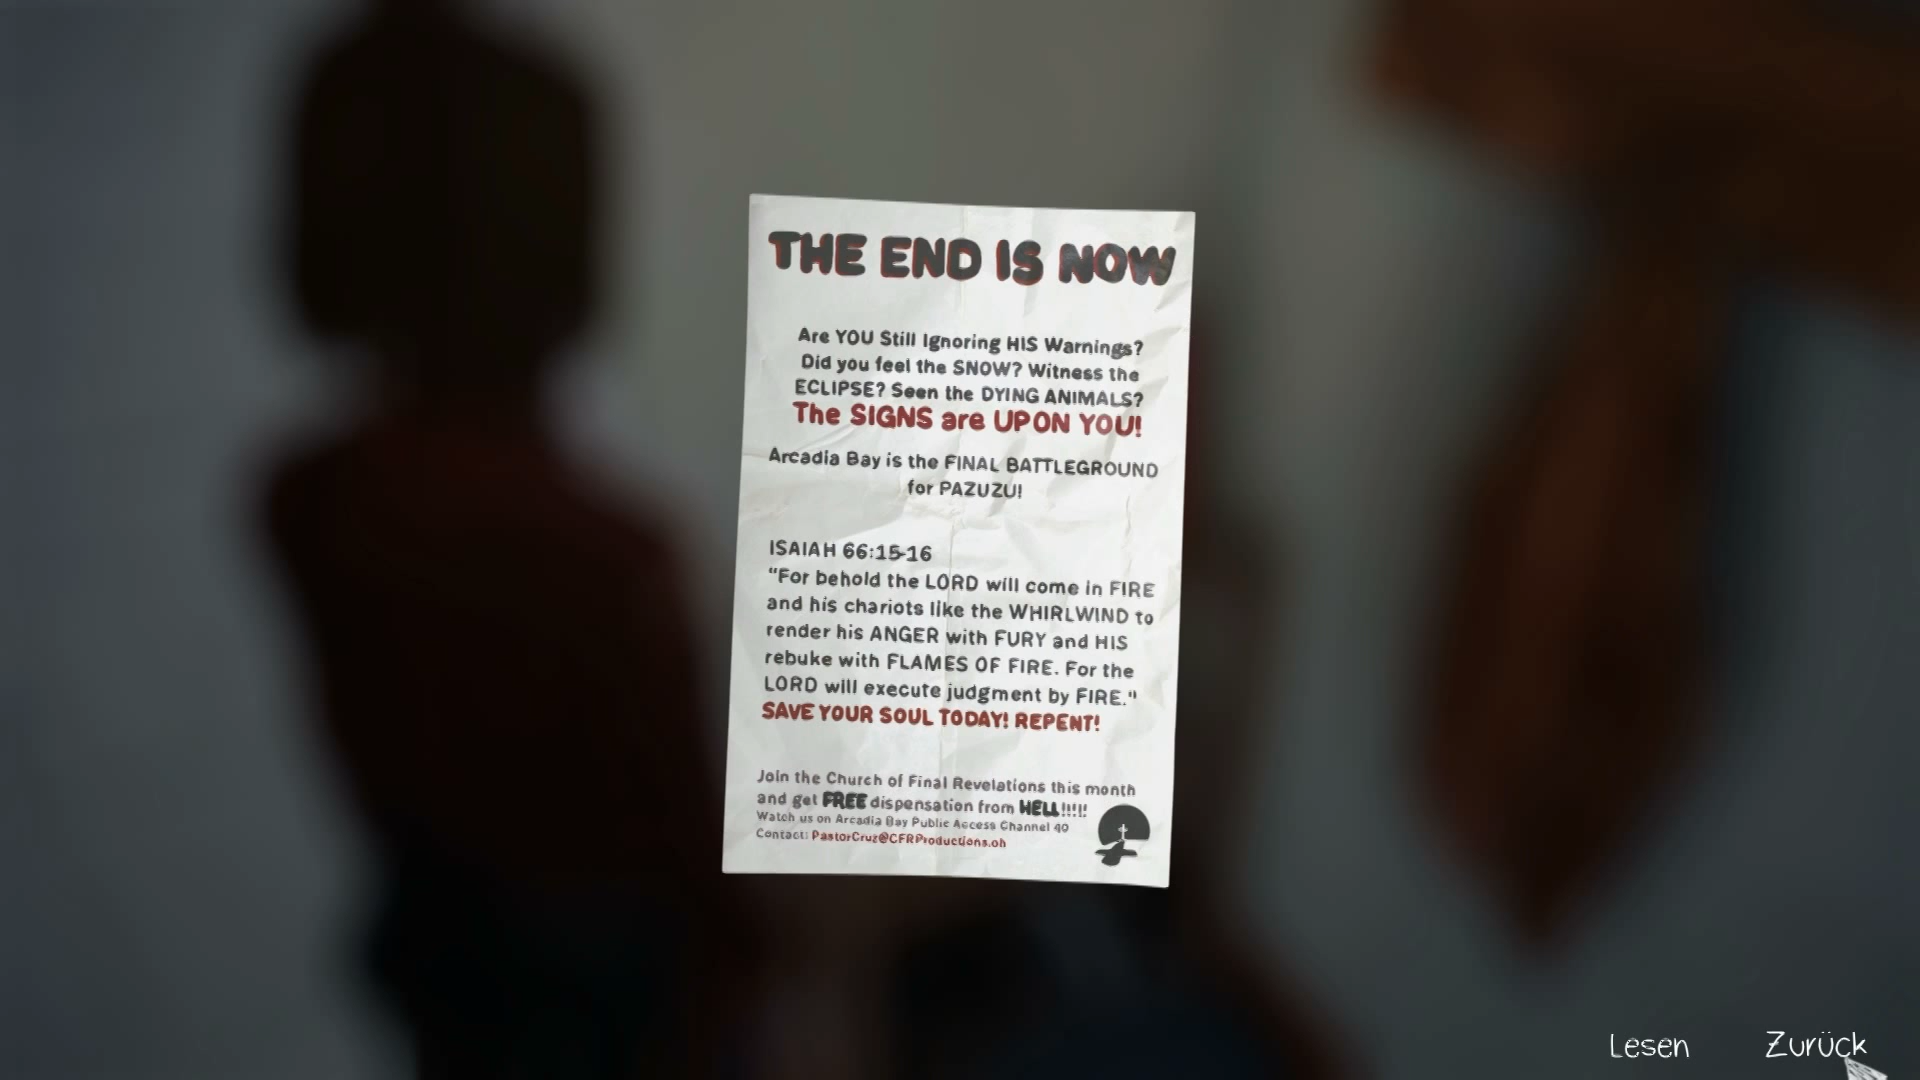 THE END IS NOW
Are YOU Still Ignoring HIS Warnings?
Did you feel the SNOW? Witness the
ECLIPSE? Seen the DYING ANIMALS?
The SIGNS are UPON YOU!
Arcadia Bay is the FINAL BATTLEGROUND
for PAZUZU!
ISAIAH 66:15-16
"For behold the LORD will come in FIRE
and his chariots like the WHIRLWIND to
render his ANGER with FURY and HIS
rebuke with FLAMES OF FIRE. For the
LORD will execute judgment by FIRE."
SAVE YOUR SOUL TODAY! REPENT!
Join the Church of Final Revelations this month
and get FREE dispensation from HELL!!!!!
Watch us on Arcadia Bay Public Access Channel 40
Contact: PastorCruz@CFRProductions.oh
Lesen Zurück